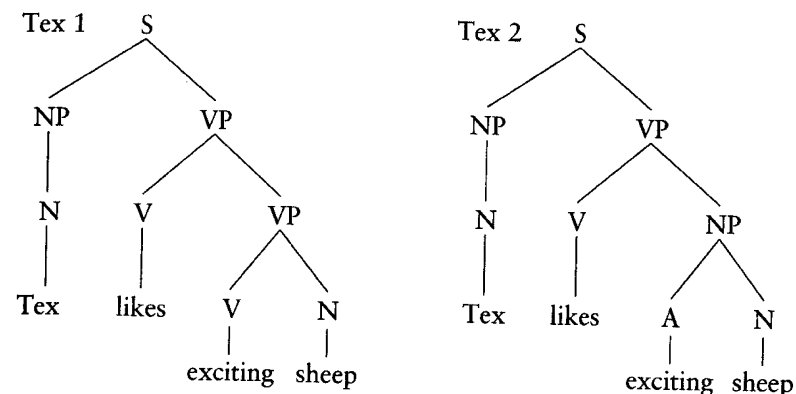 Tex 1 S Tex 2 S
NP VP NP VP
N V VP N V NP
Tex likes V N Tex likes A N
exciting sheep exciting sheep